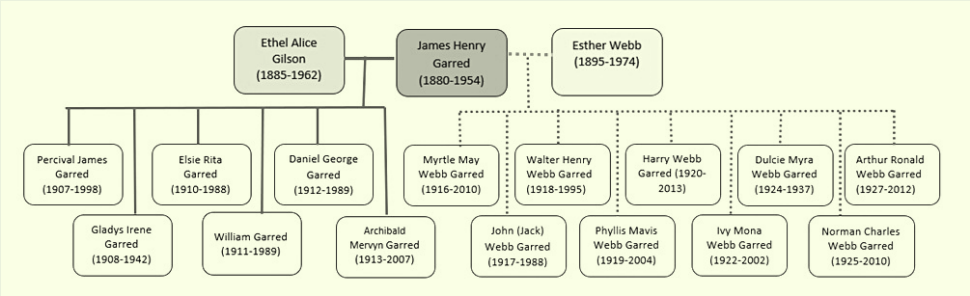 Ethel Alice
Gilson
(1885-1962)
James Henry
Garred
(1880-1954)
Esther Webb
(1895-1974)
Percival James
Garred
(1907-1998)
Elsie Rita
Garred
(1910-1988)
Daniel George
Garred
(1912-1989)
Myrtle May
Webb Garred
(1916-2010)
Walter Henry
Webb Garred
(1918-1995)
Harry Webb
Garred (1920-
2013)
Dulcie Myra
Webb Garred
(1924-1937)
Arthur Ronald
Webb Garred
(1927-2012)
Gladys Irene
Garred
(1908-1942)
William Garred
(1911-1989)
Archibald
Mervyn Garred
(1913-2007)
John (Jack)
Webb Garred
(1917-1988)
Phyllis Mavis
Webb Garred
(1919-2004)
Ivy Mona
Webb Garred
(1922-2002)
Norman Charles
Webb Garred
(1925-2010)